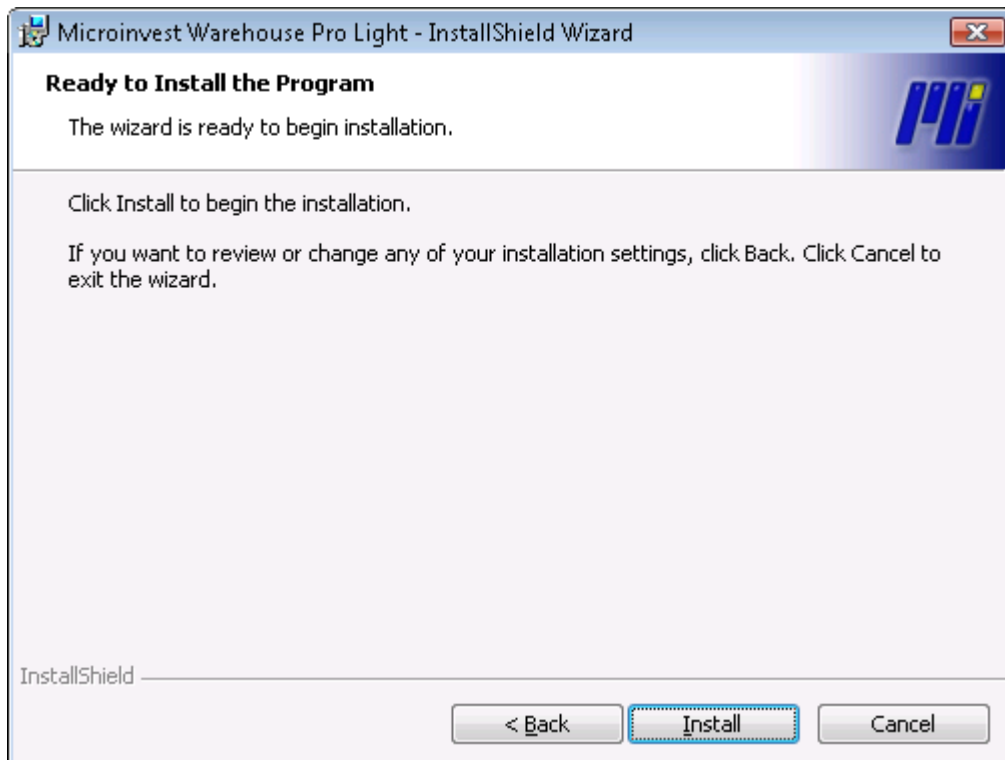 Microinvest Warehouse Pro Light - InstallShield Wizard
Ready to Install the Program
The wizard is ready to begin installation.
Mi
Click Install to begin the installation.
If you want to review or change any of your installation settings, click Back. Click Cancel to
exit the wizard.
InstallShield
< Back
Install
Cancel